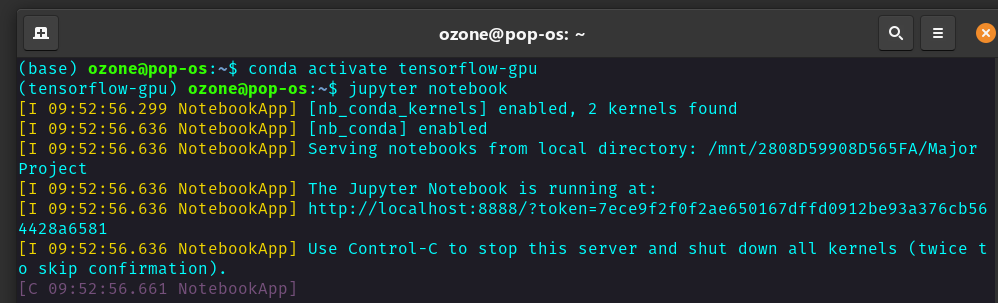 ozone@pop-os: ~
(base) ozone@pop-os:~$ conda activate tensorflow-gpu
(tensorflow-gpu) ozone@pop-os:~$ jupyter notebook
[I 09:52:56.299 NotebookApp] [nb_conda_kernels] enabled, 2 kernels found
[I 09:52:56.636 NotebookApp] [nb_conda] enabled
[I 09:52:56.636 NotebookApp] Serving notebooks from local directory: /mnt/2808D59908D565FA/Major
Project
[I 09:52:56.636 NotebookApp] The Jupyter Notebook is running at:
[I 09:52:56.636 NotebookApp] http://localhost:8888/?token=7ece9f2f0f2ae650167dffd0912be93a376cb56
4428a6581
[I 09:52:56.636 NotebookApp] Use Control-C to stop this server and shut down all kernels (twice t
o skip confirmation).
[C 09:52:56.661 NotebookApp]